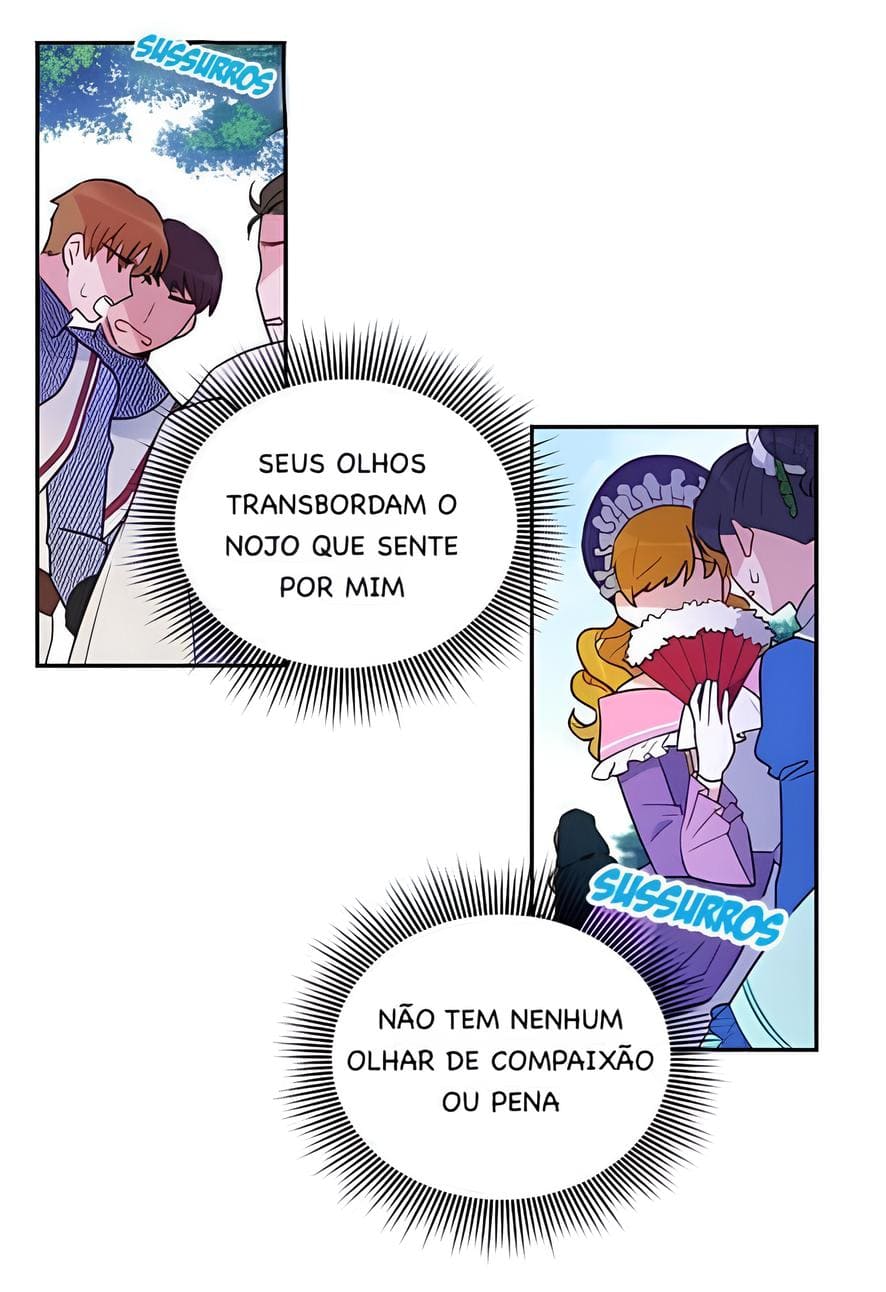 SUSSURROS
SEUS OLHOS
TRANSBORDAM O
NOJO QUE SENTE
POR MIM
SUSSURROS
NÃO TEM NENHUM
OLHAR DE COMPAIXÃO
OU PENA